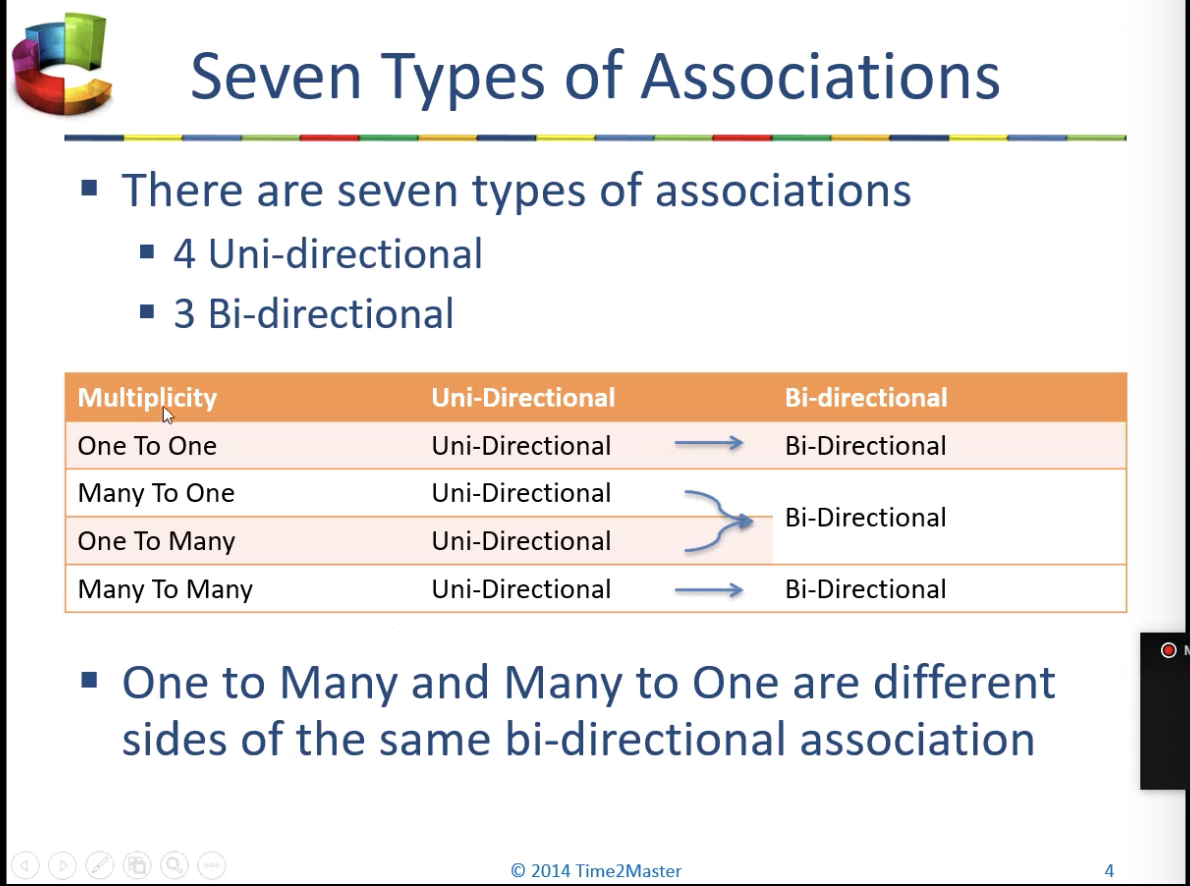 Seven Types of Associations
There are seven types of associations
4 Uni-directional
3 Bi-directional
Multiplicity Uni-Directional Bi-directional
One To One Uni-Directional Bi-Directional
Many To One Uni-Directional
Bi-Directional
One To Many Uni-Directional
Many To Many Uni-Directional Bi-Directional
One to Many and Many to One are different
sides of the same bi-directional association
© 2014 Time2Master
4